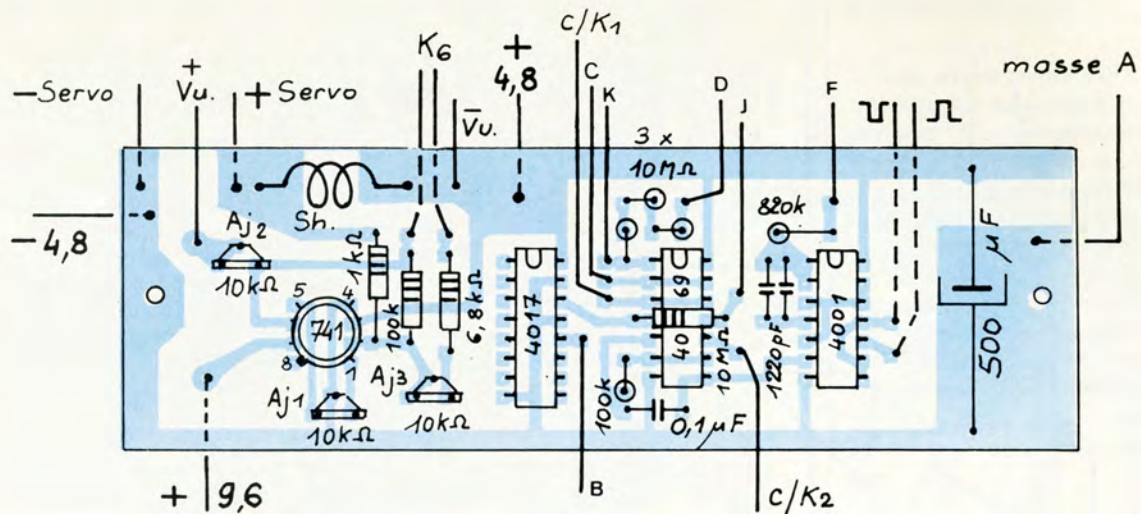 C/K1
K6
+
4,8
masse A
− Servo
+
Vu.
+ Servo
−
Vu.
C
K
D
J
F
3 x
10MΩ
Sh.
820k
− 4,8
Aj2
10kΩ
1kΩ
100k
6,8kΩ
5
4
741
8
1
4017
4069
10MΩ
1220pF
4001
500 µF
Aj1
10kΩ
Aj3
10kΩ
100k
0,1µF
+ 9,6
B
C/K2